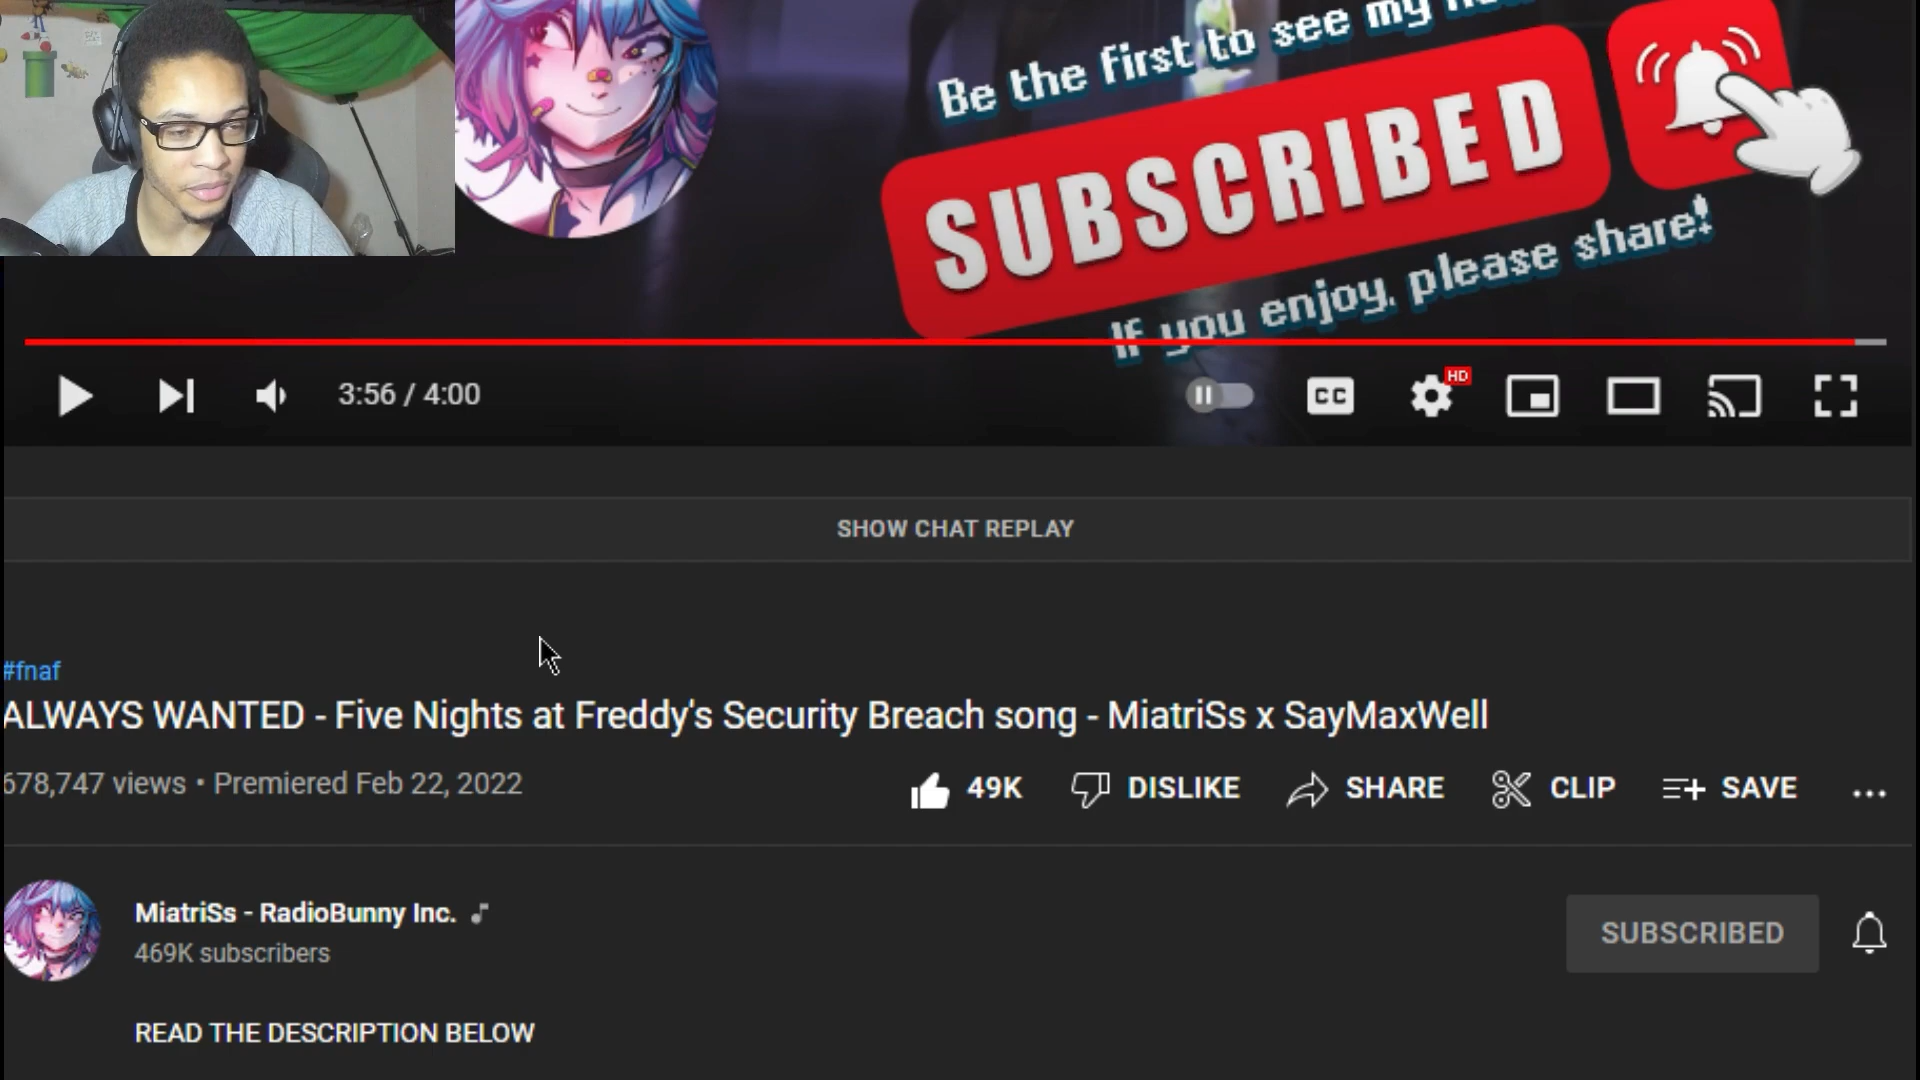 Be the first to see my
SUBSCRIBED
If you enjoy, please share!
3:56 / 4:00
CC
HD
SHOW CHAT REPLAY
#fnaf
ALWAYS WANTED - Five Nights at Freddy's Security Breach song - MiatriSs x SayMaxWell
678,747 views • Premiered Feb 22, 2022
49K
DISLIKE
SHARE
CLIP
SAVE
MiatriSs - RadioBunny Inc.
469K subscribers
SUBSCRIBED
READ THE DESCRIPTION BELOW